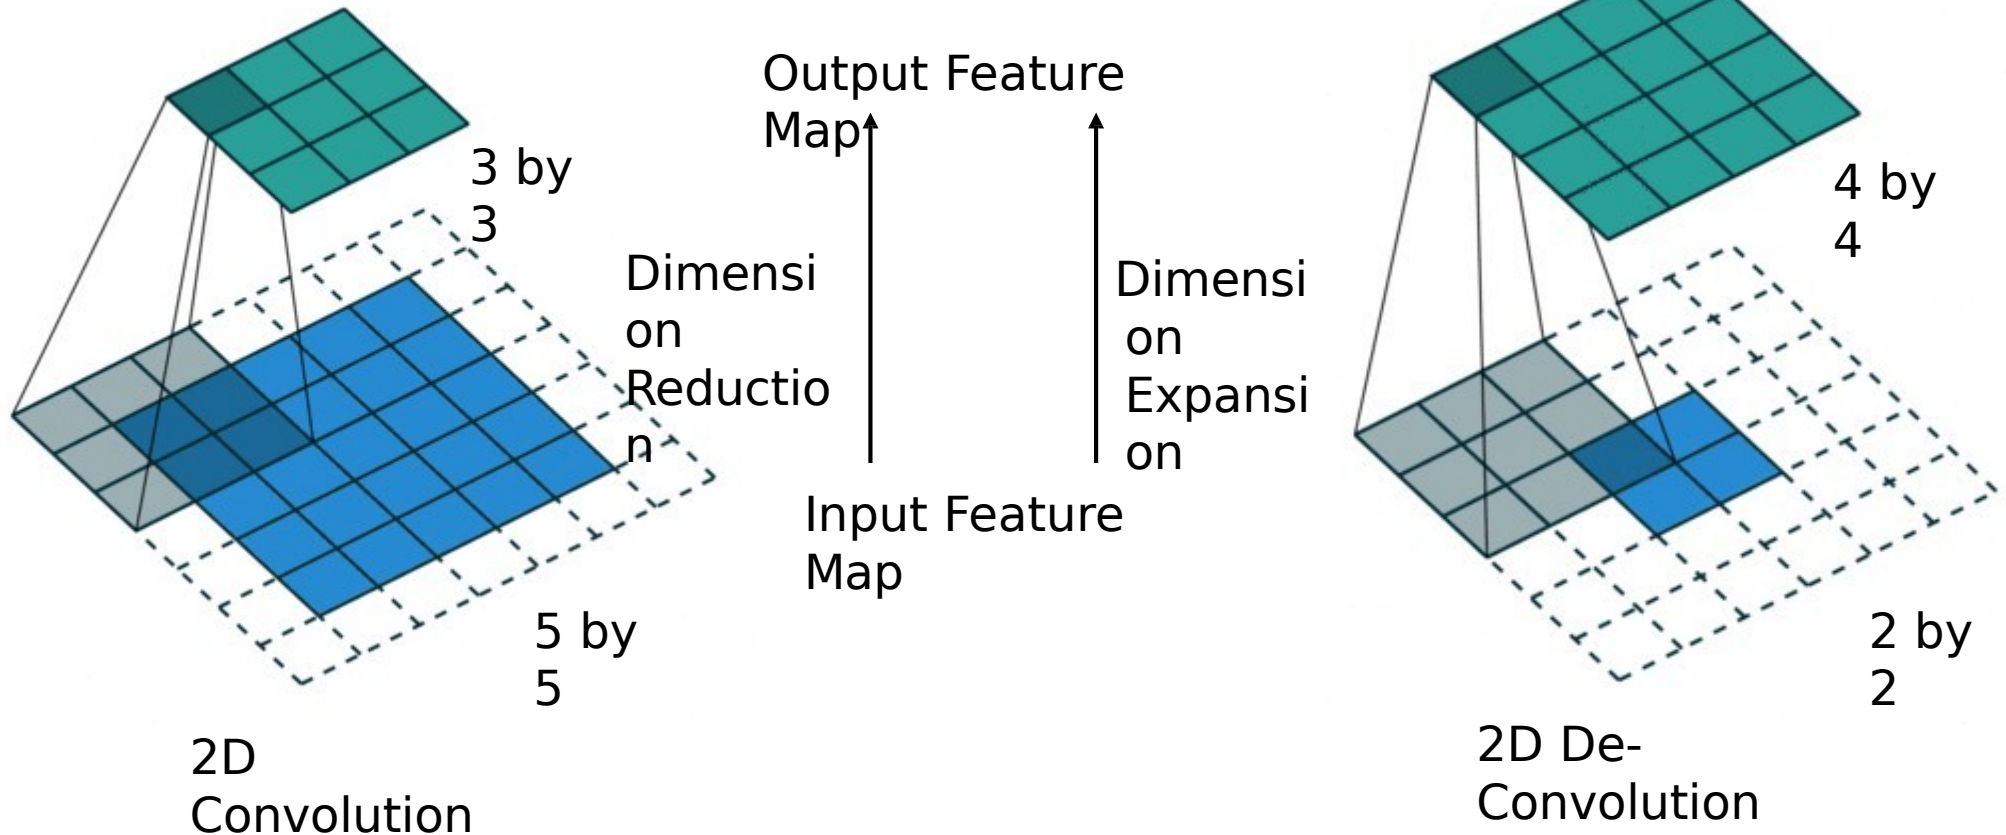 Output Feature
Map
3 by
3
4 by
4
Dimensi
on
Reductio
n
Dimensi
on
Expansi
on
Input Feature
Map
5 by
5
2 by
2
2D
Convolution
2D De-
Convolution